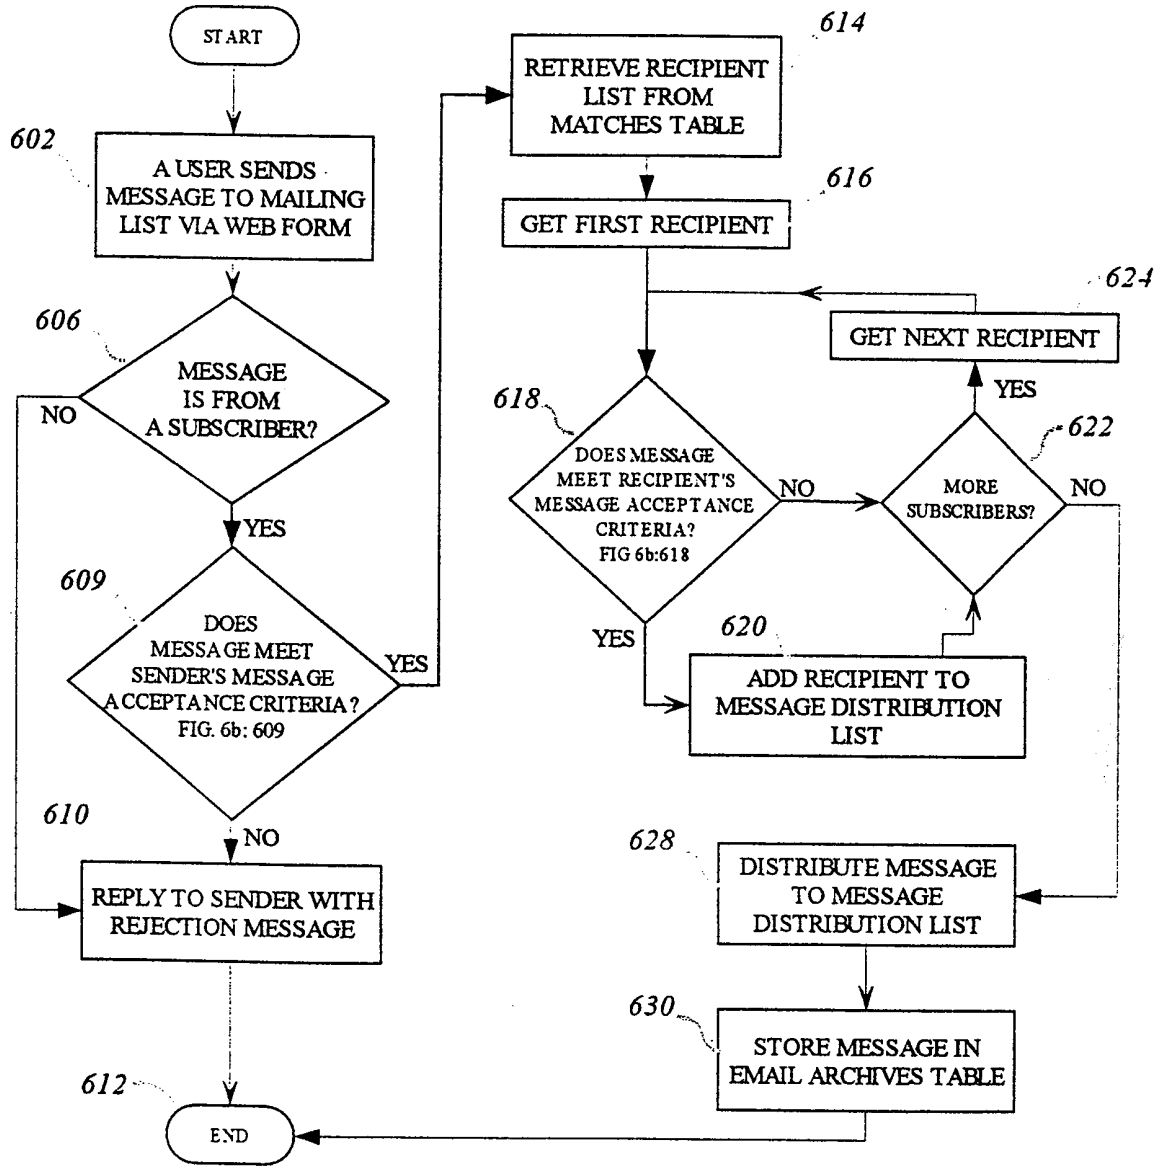 START
602
A USER SENDS
MESSAGE TO MAILING
LIST VIA WEB FORM
606
MESSAGE
IS FROM
A SUBSCRIBER?
NO
YES
609
DOES
MESSAGE MEET
SENDER'S MESSAGE
ACCEPTANCE CRITERIA?
FIG. 6b: 609
YES
NO
610
REPLY TO SENDER WITH
REJECTION MESSAGE
612
END
614
RETRIEVE RECIPIENT
LIST FROM
MATCHES TABLE
616
GET FIRST RECIPIENT
624
GET NEXT RECIPIENT
618
DOES MESSAGE
MEET RECIPIENT'S
MESSAGE ACCEPTANCE
CRITERIA?
FIG 6b:618
NO
YES
622
MORE
SUBSCRIBERS?
YES
NO
620
ADD RECIPIENT TO
MESSAGE DISTRIBUTION
LIST
628
DISTRIBUTE MESSAGE
TO MESSAGE
DISTRIBUTION LIST
630
STORE MESSAGE IN
EMAIL ARCHIVES TABLE